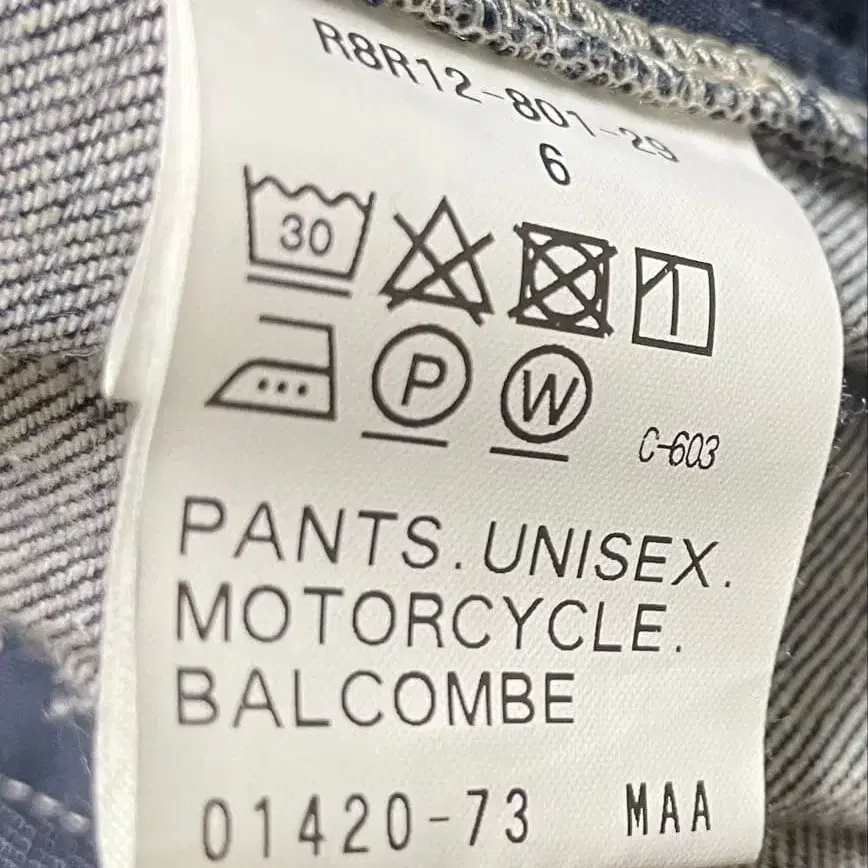 R8R12-801-29
6
30
P W
C-603
PANTS. UNISEX.
MOTORCYCLE.
BALCOMBE
01420-73 MAA